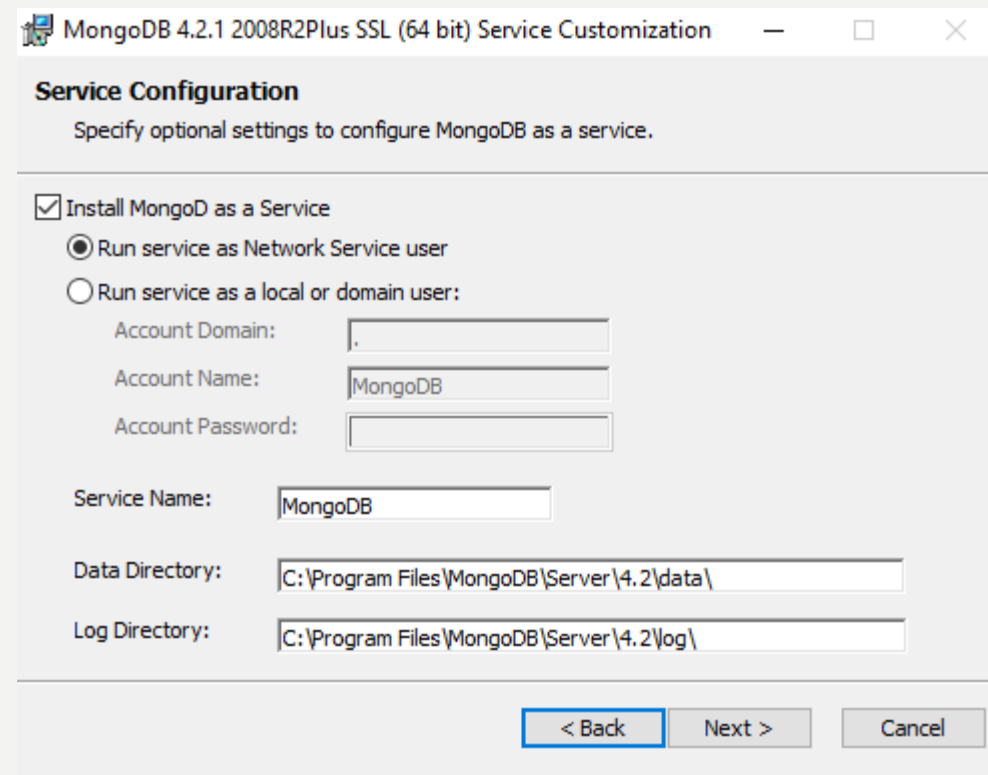 MongoDB 4.2.1 2008R2Plus SSL (64 bit) Service Customization
Service Configuration
Specify optional settings to configure MongoDB as a service.
Install MongoD as a Service
Run service as Network Service user
Run service as a local or domain user:
Account Domain: .
Account Name: MongoDB
Account Password:
Service Name: MongoDB
Data Directory: C:\Program Files\MongoDB\Server\4.2\data\
Log Directory: C:\Program Files\MongoDB\Server\4.2\log\
< Back Next > Cancel